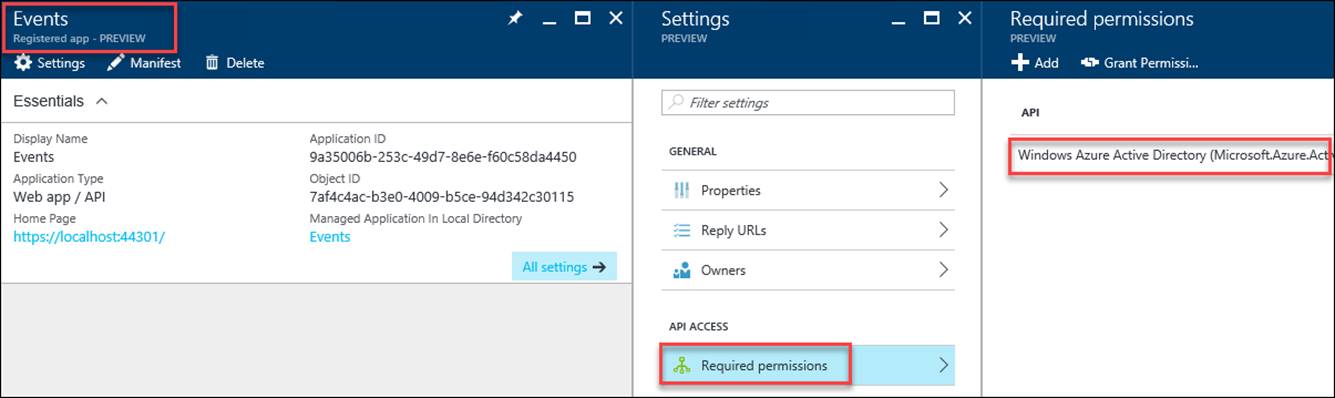 Events
Registered app - PREVIEW
Settings
Manifest
Delete
Essentials
Display Name
Events
Application Type
Web app / API
Home Page
https://localhost:44301/
Application ID
9a35006b-253c-49d7-8e6e-f60c58da4450
Object ID
7af4c4ac-b3e0-4009-b5ce-94d342c30115
Managed Application In Local Directory
Events
All settings
Settings
PREVIEW
Filter settings
GENERAL
Properties
Reply URLs
Owners
API ACCESS
Required permissions
Required permissions
PREVIEW
Add
Grant Permissi...
API
Windows Azure Active Directory (Microsoft.Azure.Acti